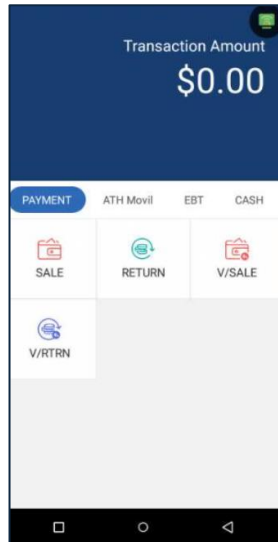 Transaction Amount
$0.00
PAYMENT ATH Movil EBT CASH
SALE RETURN V/SALE
V/RTRN